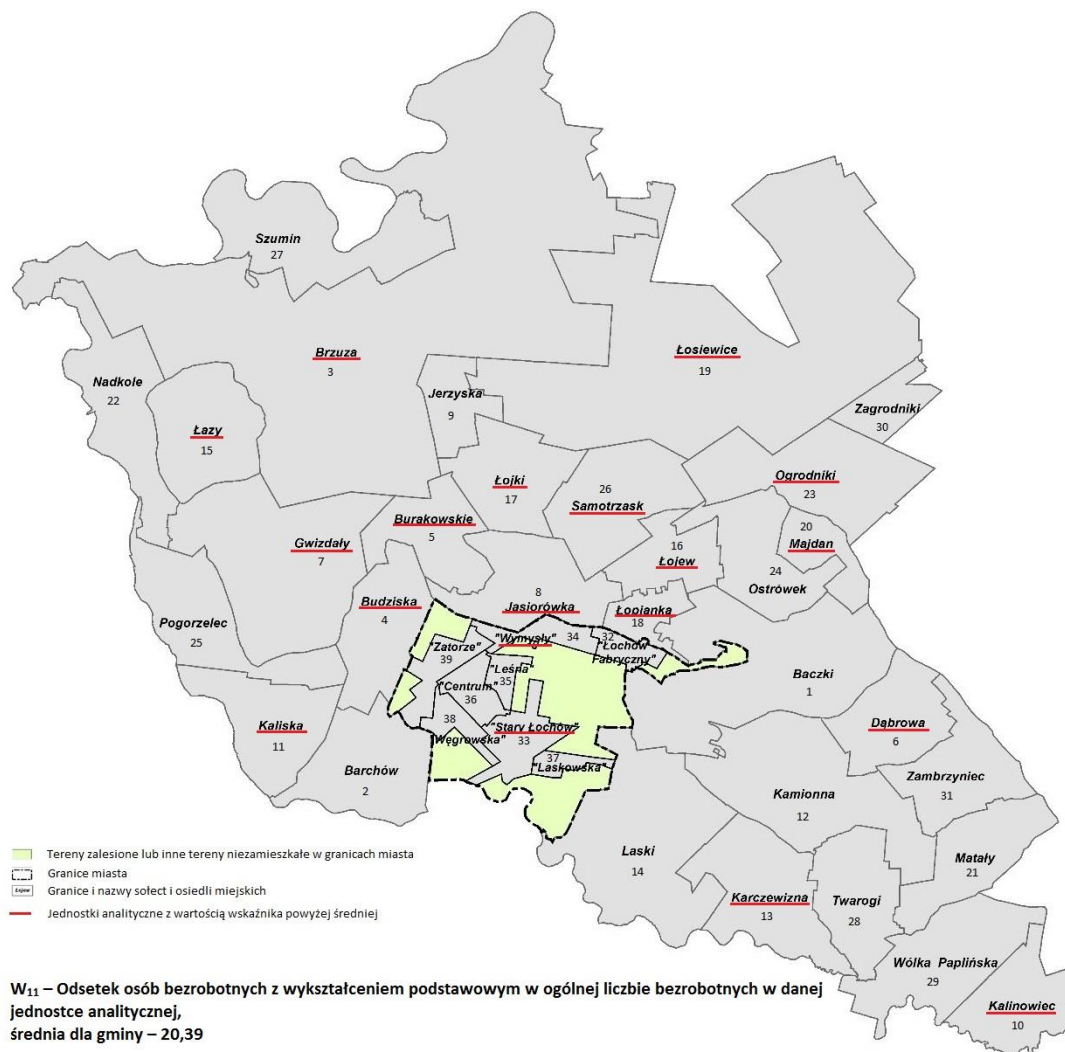 Szumin
27
Brzuza
3
Łosiewice
19
Nadkole
22
Jerzyska
9
Zagrodniki
30
Łazy
15
Łojki
17
26
Samotrzask
Ogrodniki
23
Burakowskie
5
Gwizdały
7
16
Łojew
20
Majdan
24
Ostrówek
8
Jasiorówka
Budziska
4
Łopianka
18
Pogorzelec
25
"Wymysły"
34
32
"Łochów
Fabryczny"
"Zatorze"
39
"Leśna"
35
"Centrum"
36
Baczki
1
Kaliska
11
38
"Węgrowska"
"Stary Łochów"
33
Dąbrowa
6
37
"Laskowska"
Barchów
2
Zambrzyniec
31
Kamionna
12
Laski
14
Matały
21
Karczewizna
13
Twarogi
28
Wólka Paplińska
29
Kalinowiec
10
Tereny zalesione lub inne tereny niezamieszkałe w granicach miasta
Granice miasta
Granice i nazwy sołect i osiedli miejskich
Jednostki analityczne z wartością wskaźnika powyżej średniej
W₁₁ – Odsetek osób bezrobotnych z wykształceniem podstawowym w ogólnej liczbie bezrobotnych w danej
jednostce analitycznej,
średnia dla gminy – 20,39